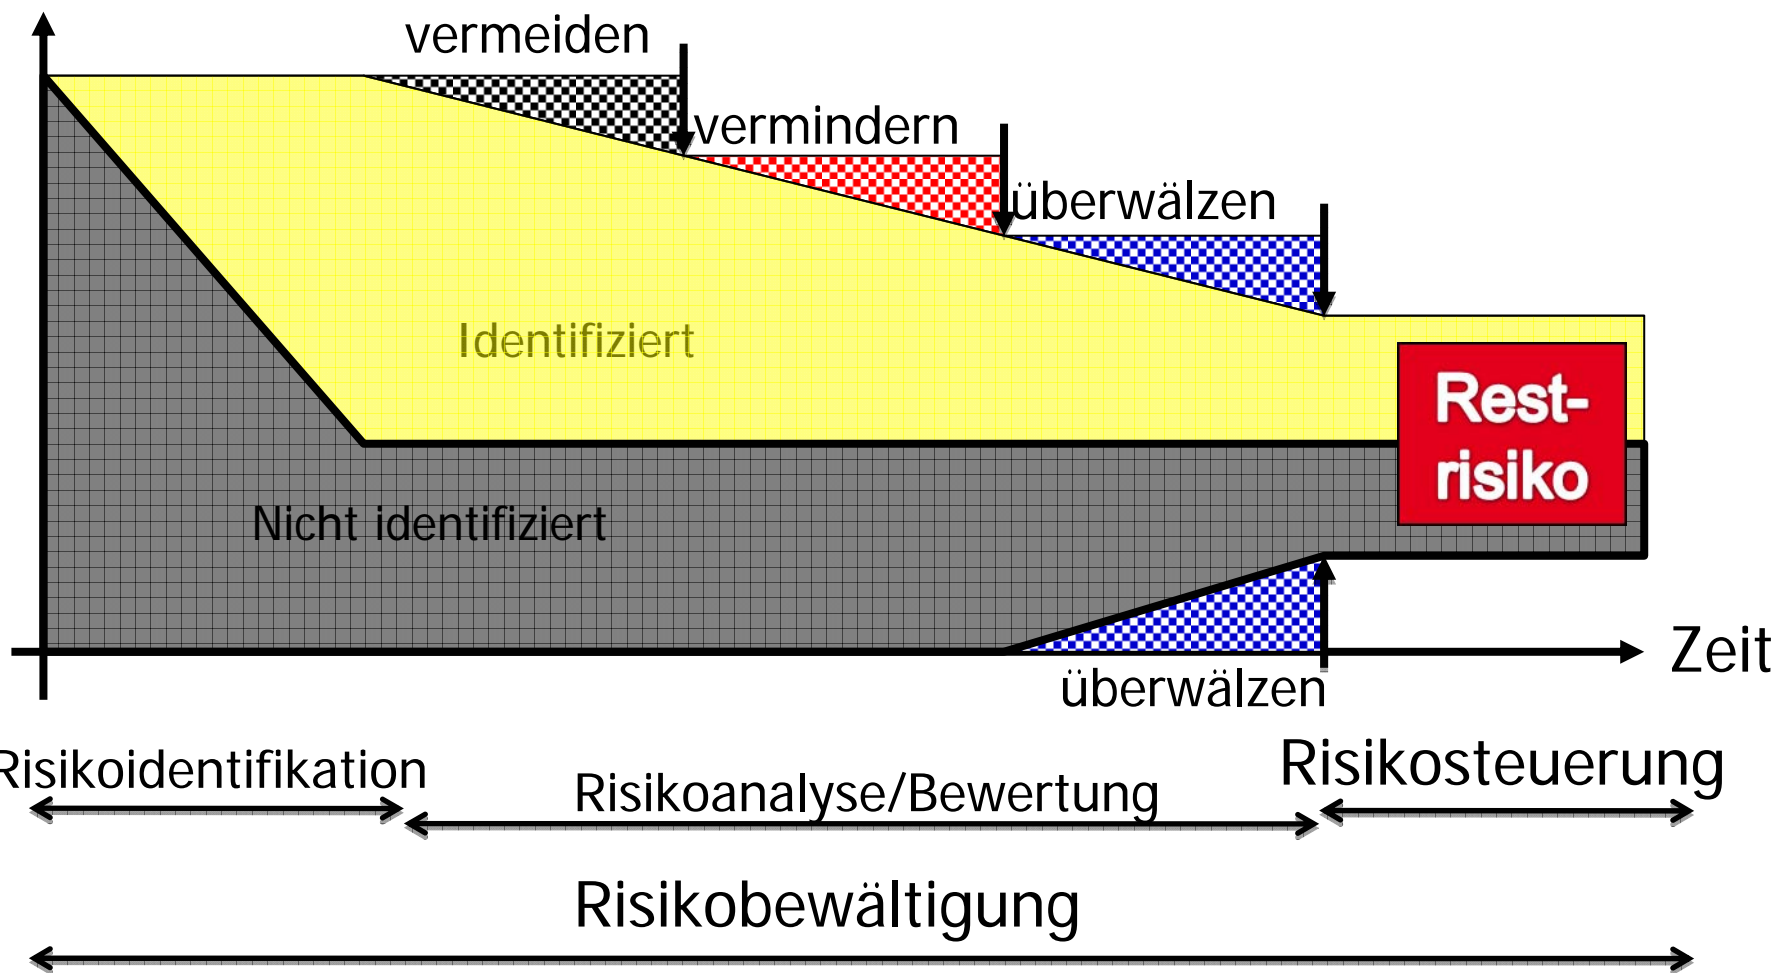 vermeiden
vermindern
überwälzen
Identifiziert
Rest-
risiko
Nicht identifiziert
Zeit
überwälzen
Risikoidentifikation
Risikoanalyse/Bewertung
Risikosteuerung
Risikobewältigung